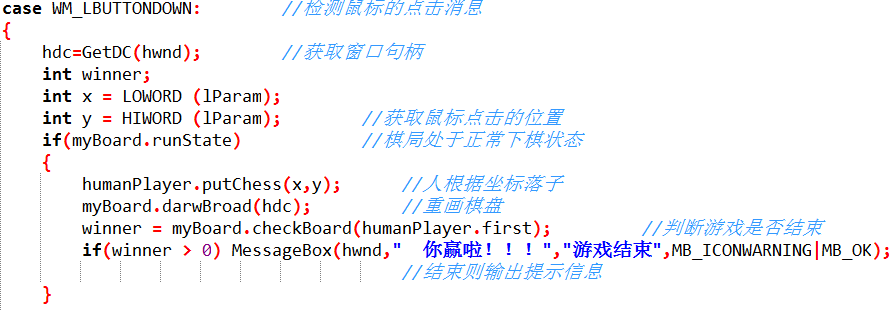 case WM_LBUTTONDOWN: //检测鼠标的点击消息
{
hdc=GetDC(hwnd); //获取窗口句柄
int winner;
int x = LOWORD (lParam);
int y = HIWORD (lParam); //获取鼠标点击的位置
if(myBoard.runState) //棋局处于正常下棋状态
{
humanPlayer.putChess(x,y); //人根据坐标落子
myBoard.darwBroad(hdc); //重画棋盘
winner = myBoard.checkBoard(humanPlayer.first); //判断游戏是否结束
if(winner > 0) MessageBox(hwnd," 你赢啦！！！","游戏结束",MB_ICONWARNING|MB_OK);
//结束则输出提示信息
}